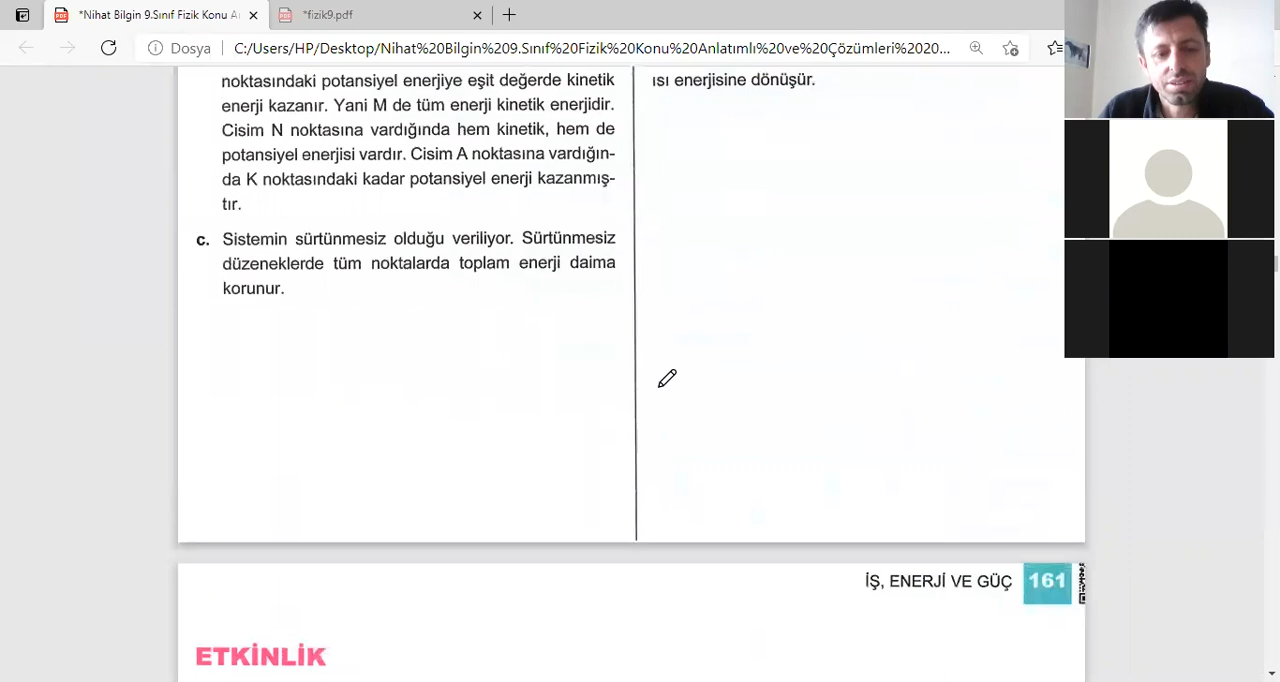 *Nihat Bilgin 9.Sınıf Fizik Konu A
*fizik9.pdf
Dosya
C:/Users/HP/Desktop/Nihat%20Bilgin%209.Sınıf%20Fizik%20Konu%20Anlatımlı%20ve%20Çözümleri%2020...
noktasındaki potansiyel enerjiye eşit değerde kinetik
enerji kazanır. Yani M de tüm enerji kinetik enerjidir.
Cisim N noktasına vardığında hem kinetik, hem de
potansiyel enerjisi vardır. Cisim A noktasına vardığın-
da K noktasındaki kadar potansiyel enerji kazanmış-
tır.
c. Sistemin sürtünmesiz olduğu veriliyor. Sürtünmesiz
düzeneklerde tüm noktalarda toplam enerji daima
korunur.
ısı enerjisine dönüşür.
İŞ, ENERJİ VE GÜÇ 161
ETKİNLİK